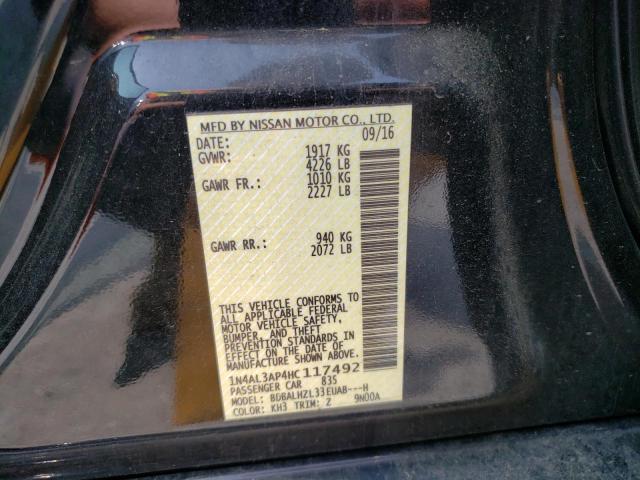 MFD BY NISSAN MOTOR CO., LTD.
DATE: 09/16
GVWR: 1917 KG
4226 LB
GAWR FR.: 1010 KG
2227 LB
GAWR RR.: 940 KG
2072 LB
THIS VEHICLE CONFORMS TO
ALL APPLICABLE FEDERAL
MOTOR VEHICLE SAFETY,
BUMPER, AND THEFT
PREVENTION STANDARDS IN
EFFECT ON THE DATE OF
MANUFACTURE SHOWN ABOVE.
1N4AL3AP4HC 117492
PASSENGER CAR 835
MODEL: BDBALHZL33EUAB---H
COLOR: KH3 TRIM: Z 9N00A